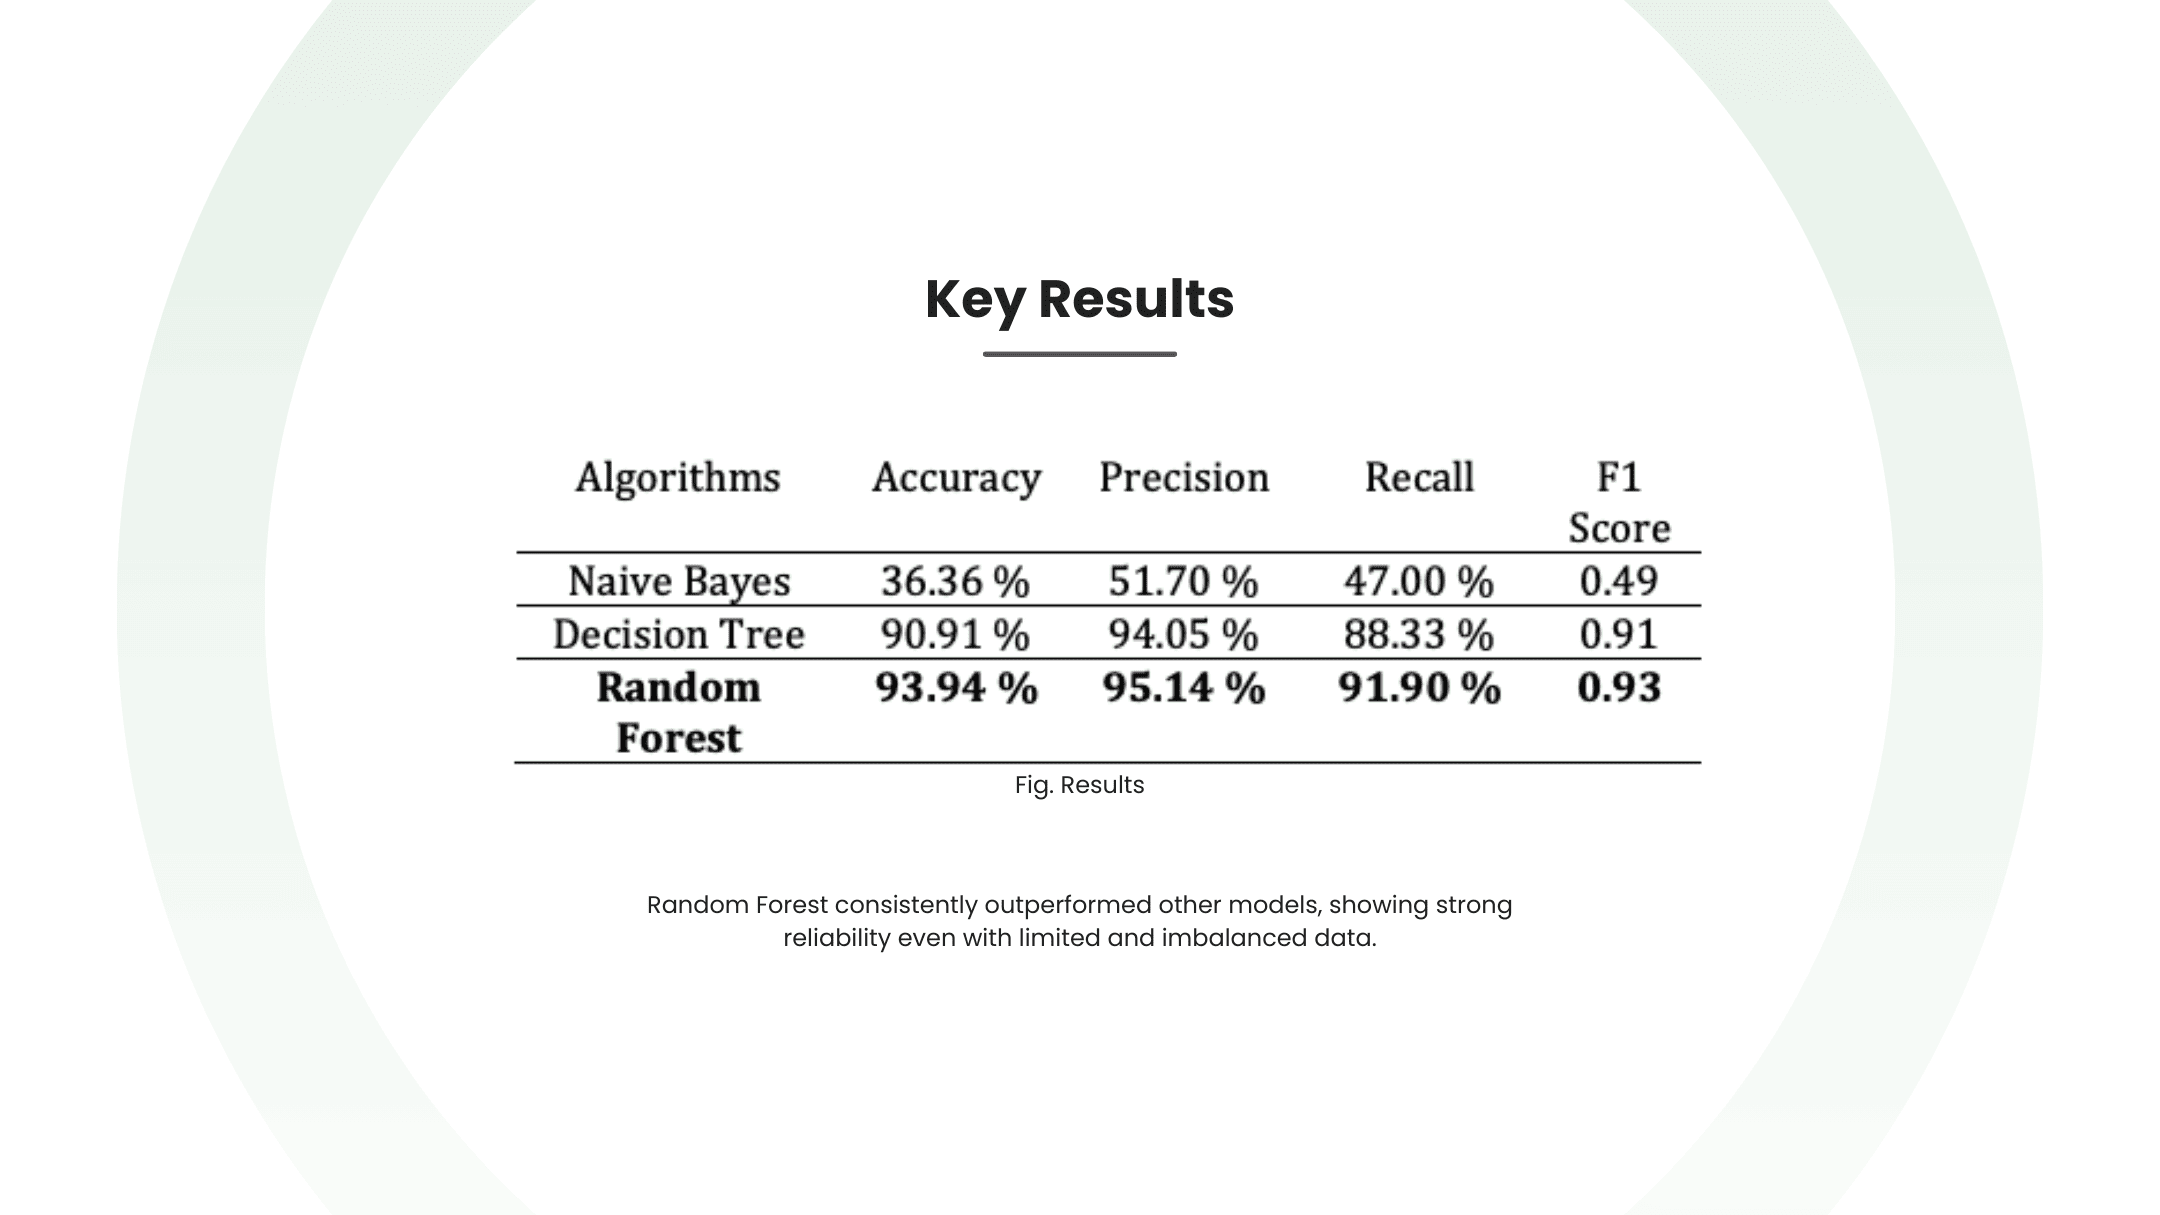 Key Results
Algorithms Accuracy Precision Recall F1
Score
Naive Bayes 36.36 % 51.70 % 47.00 % 0.49
Decision Tree 90.91 % 94.05 % 88.33 % 0.91
Random 93.94 % 95.14 % 91.90 % 0.93
Forest
Fig. Results
Random Forest consistently outperformed other models, showing strong
reliability even with limited and imbalanced data.